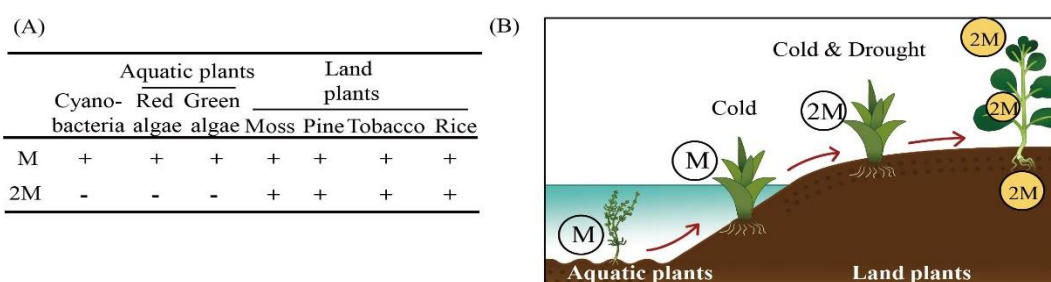 (A)
Aquatic plants Land plants
Cyano-bacteria Red algae Green algae Moss Pine Tobacco Rice
M + + + + + + +
2M - - - + + + +
(B)
Cold & Drought
Cold
M
M
2M
2M
2M
2M
Aquatic plants
Land plants